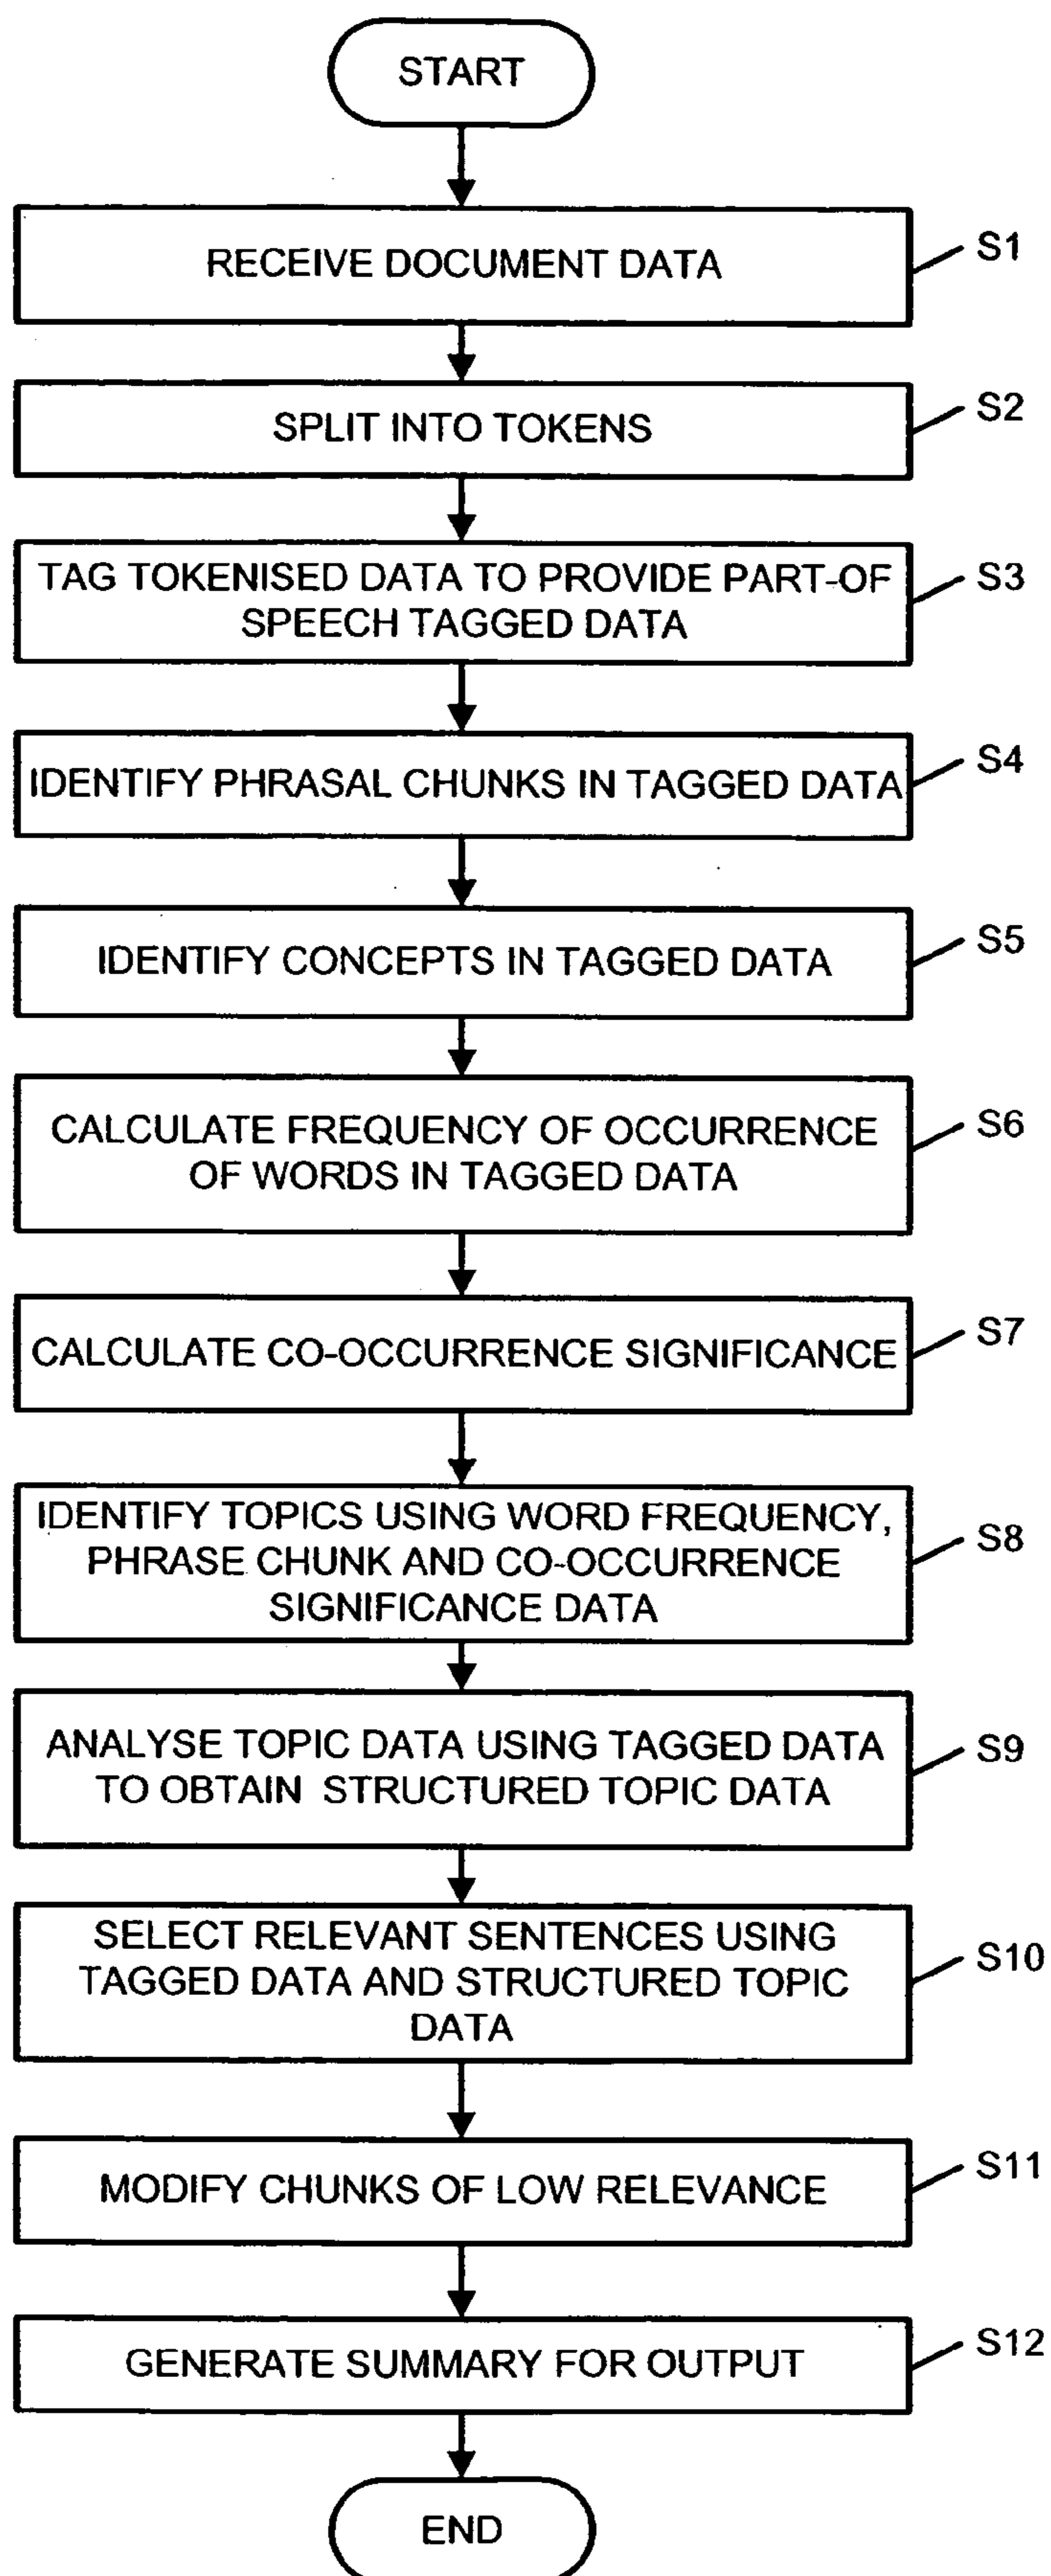 START
RECEIVE DOCUMENT DATA
S1
SPLIT INTO TOKENS
S2
TAG TOKENISED DATA TO PROVIDE PART-OF
SPEECH TAGGED DATA
S3
IDENTIFY PHRASAL CHUNKS IN TAGGED DATA
S4
IDENTIFY CONCEPTS IN TAGGED DATA
S5
CALCULATE FREQUENCY OF OCCURRENCE
OF WORDS IN TAGGED DATA
S6
CALCULATE CO-OCCURRENCE SIGNIFICANCE
S7
IDENTIFY TOPICS USING WORD FREQUENCY,
PHRASE CHUNK AND CO-OCCURRENCE
SIGNIFICANCE DATA
S8
ANALYSE TOPIC DATA USING TAGGED DATA
TO OBTAIN STRUCTURED TOPIC DATA
S9
SELECT RELEVANT SENTENCES USING
TAGGED DATA AND STRUCTURED TOPIC
DATA
S10
MODIFY CHUNKS OF LOW RELEVANCE
S11
GENERATE SUMMARY FOR OUTPUT
S12
END